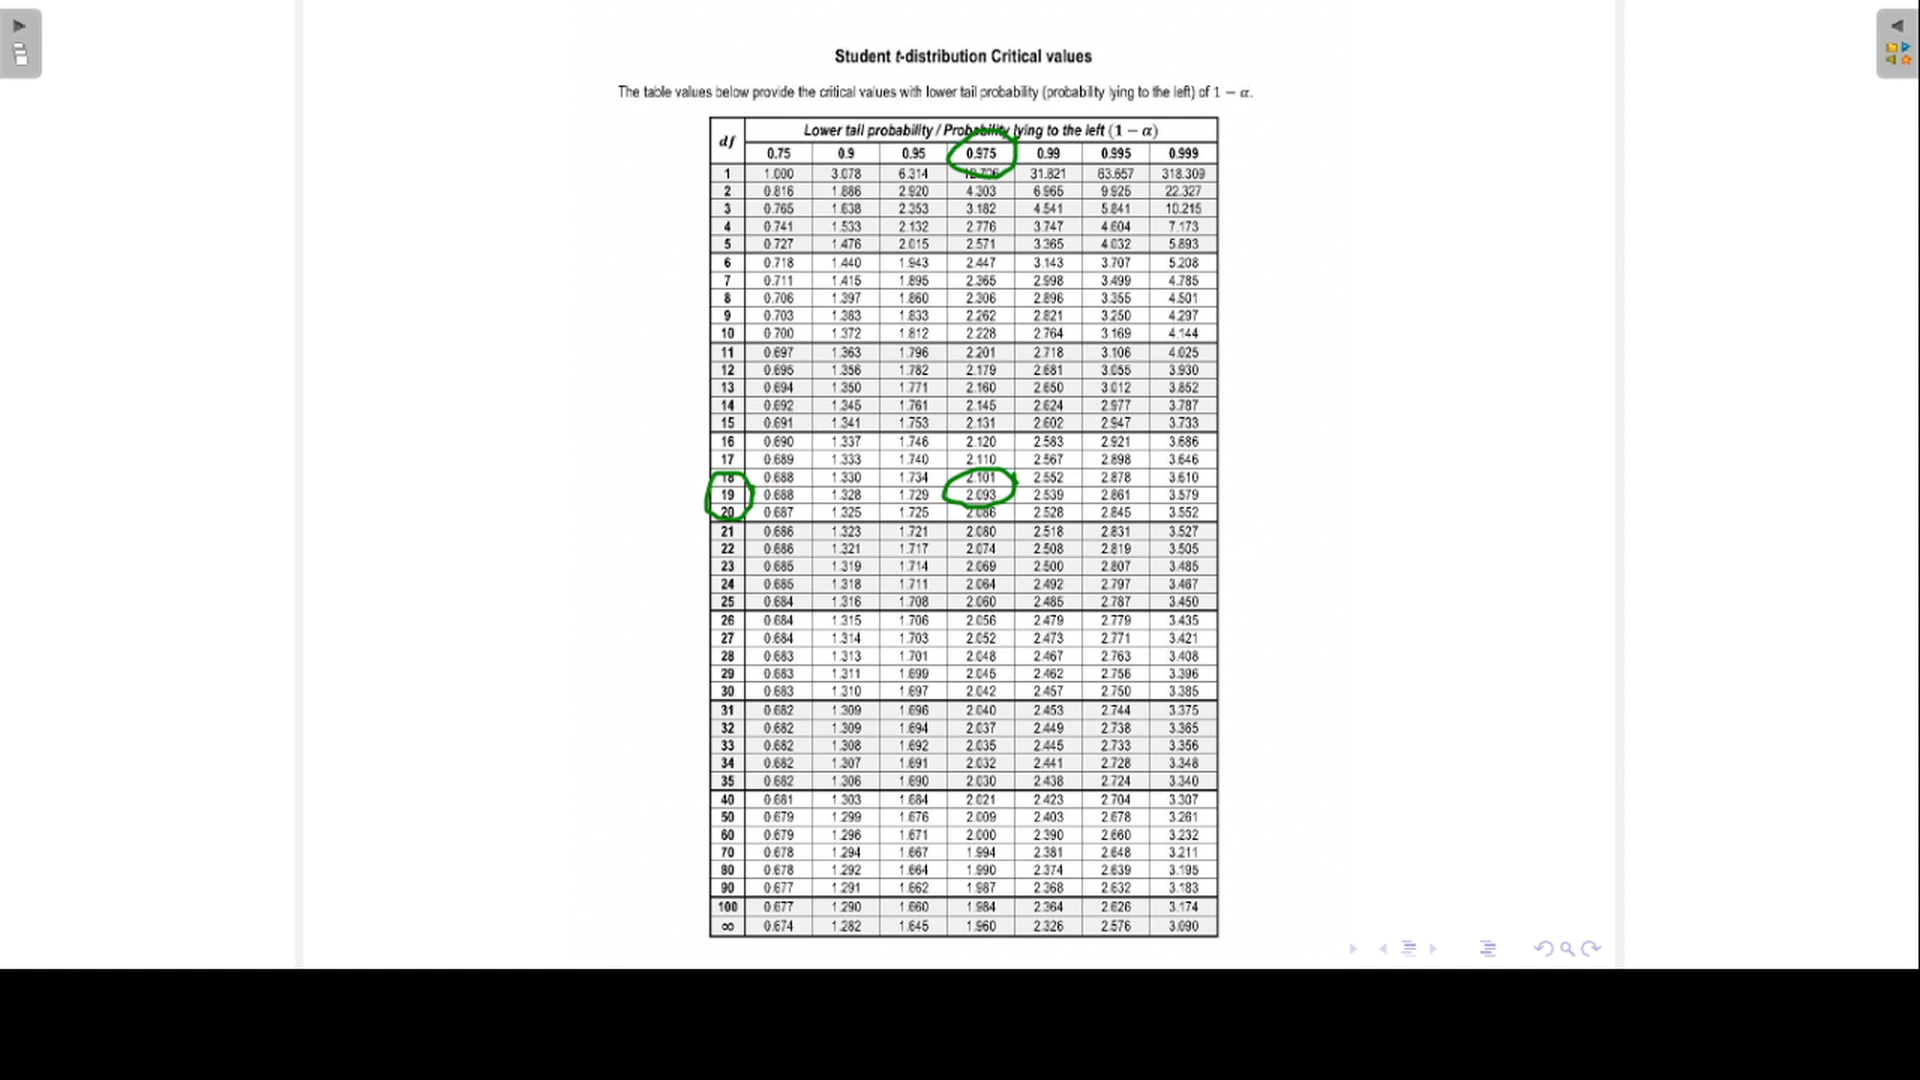 Student t-distribution Critical values
The table values below provide the critical values with lower tail probability (probability lying to the left) of 1 − α.
df Lower tail probability / Probability lying to the left (1 − α)
0.75 0.9 0.95 0.975 0.99 0.995 0.999
1 1.000 3.078 6.314 12.706 31.821 63.657 318.309
2 0.816 1.886 2.920 4.303 6.965 9.925 22.327
3 0.765 1.638 2.353 3.182 4.541 5.841 10.215
4 0.741 1.533 2.132 2.776 3.747 4.604 7.173
5 0.727 1.476 2.015 2.571 3.365 4.032 5.893
6 0.718 1.440 1.943 2.447 3.143 3.707 5.208
7 0.711 1.415 1.895 2.365 2.998 3.499 4.785
8 0.706 1.397 1.860 2.306 2.896 3.355 4.501
9 0.703 1.383 1.833 2.262 2.821 3.250 4.297
10 0.700 1.372 1.812 2.228 2.764 3.169 4.144
11 0.697 1.363 1.796 2.201 2.718 3.106 4.025
12 0.695 1.356 1.782 2.179 2.681 3.055 3.930
13 0.694 1.350 1.771 2.160 2.650 3.012 3.852
14 0.692 1.345 1.761 2.145 2.624 2.977 3.787
15 0.691 1.341 1.753 2.131 2.602 2.947 3.733
16 0.690 1.337 1.746 2.120 2.583 2.921 3.686
17 0.689 1.333 1.740 2.110 2.567 2.898 3.646
18 0.688 1.330 1.734 2.101 2.552 2.878 3.610
19 0.688 1.328 1.729 2.093 2.539 2.861 3.579
20 0.687 1.325 1.725 2.086 2.528 2.845 3.552
21 0.686 1.323 1.721 2.080 2.518 2.831 3.527
22 0.686 1.321 1.717 2.074 2.508 2.819 3.505
23 0.685 1.319 1.714 2.069 2.500 2.807 3.485
24 0.685 1.318 1.711 2.064 2.492 2.797 3.467
25 0.684 1.316 1.708 2.060 2.485 2.787 3.450
26 0.684 1.315 1.706 2.056 2.479 2.779 3.435
27 0.684 1.314 1.703 2.052 2.473 2.771 3.421
28 0.683 1.313 1.701 2.048 2.467 2.763 3.408
29 0.683 1.311 1.699 2.045 2.462 2.756 3.396
30 0.683 1.310 1.697 2.042 2.457 2.750 3.385
31 0.682 1.309 1.696 2.040 2.453 2.744 3.375
32 0.682 1.309 1.694 2.037 2.449 2.738 3.365
33 0.682 1.308 1.692 2.035 2.445 2.733 3.356
34 0.682 1.307 1.691 2.032 2.441 2.728 3.348
35 0.682 1.306 1.690 2.030 2.438 2.724 3.340
40 0.681 1.303 1.684 2.021 2.423 2.704 3.307
50 0.679 1.299 1.676 2.009 2.403 2.678 3.261
60 0.679 1.296 1.671 2.000 2.390 2.660 3.232
70 0.678 1.294 1.667 1.994 2.381 2.648 3.211
80 0.678 1.292 1.664 1.990 2.374 2.639 3.195
90 0.677 1.291 1.662 1.987 2.368 2.632 3.183
100 0.677 1.290 1.660 1.984 2.364 2.626 3.174
∞ 0.674 1.282 1.645 1.960 2.326 2.576 3.090